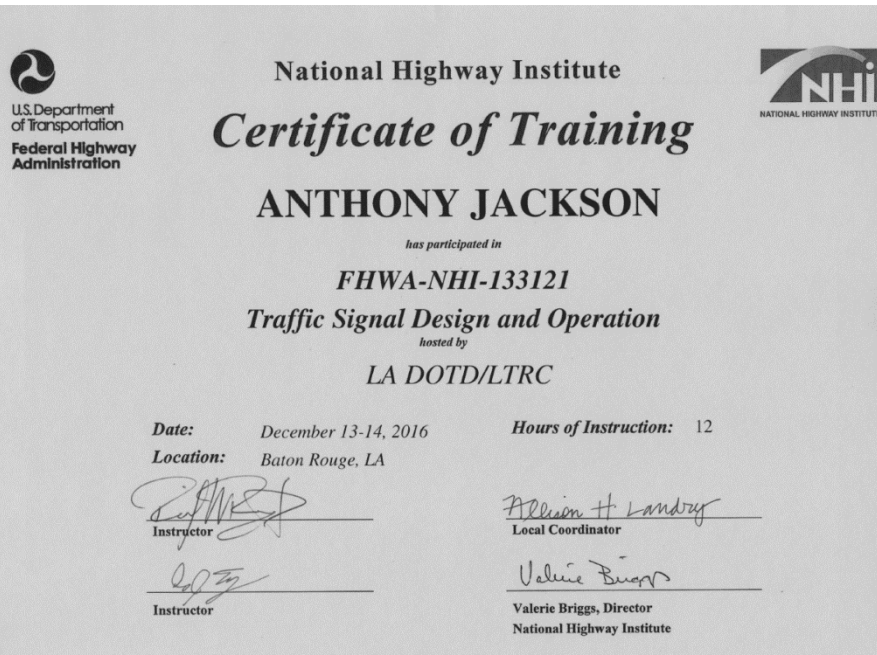 U.S. Department
of Transportation
Federal Highway
Administration
National Highway Institute
NHi
NATIONAL HIGHWAY INSTITUTE
Certificate of Training
ANTHONY JACKSON
has participated in
FHWA-NHI-133121
Traffic Signal Design and Operation
hosted by
LA DOTD/LTRC
Date: December 13-14, 2016
Hours of Instruction: 12
Location: Baton Rouge, LA
Instructor
Allison H Landry
Local Coordinator
Instructor
Valerie Briggs
Valerie Briggs, Director
National Highway Institute